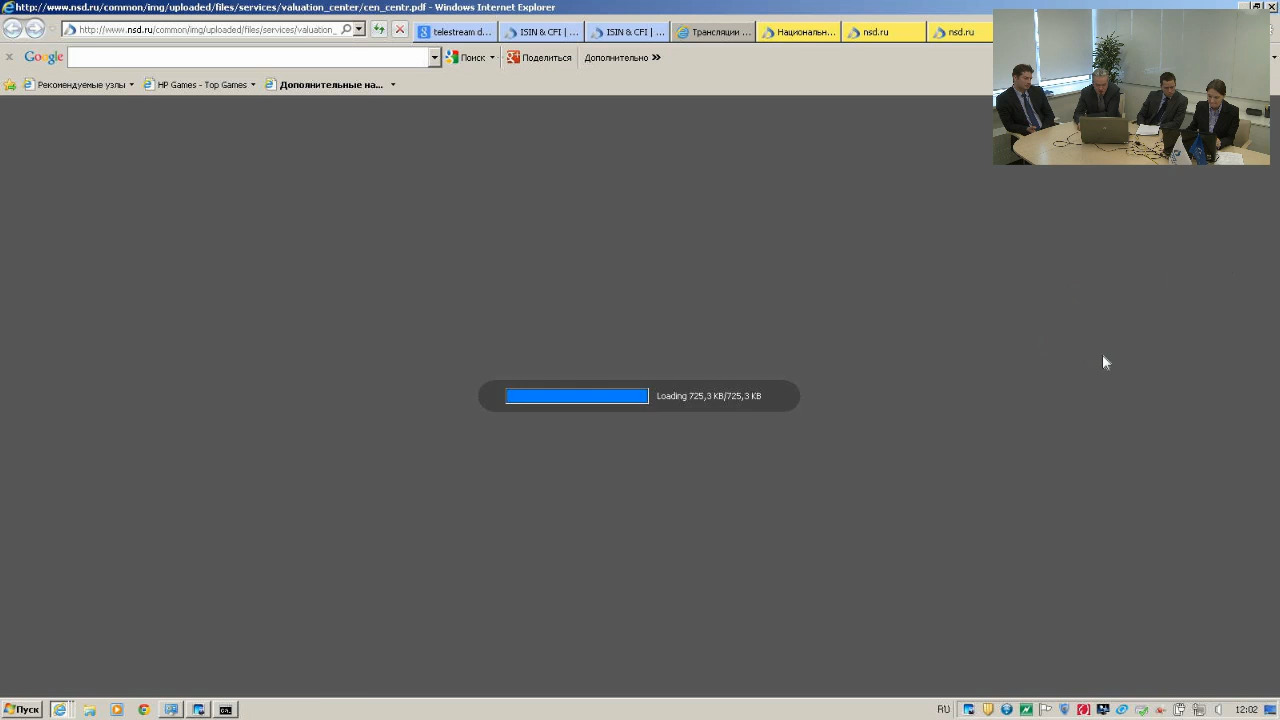 http://www.nsd.ru/common/img/uploaded/files/services/valuation_center/cen_centr.pdf - Windows Internet Explorer
http://www.nsd.ru/common/img/uploaded/files/services/valuation_
telestream d...
ISIN & CFI | ...
ISIN & CFI | ...
Трансляции ...
Национальн...
nsd.ru
nsd.ru
Google
Поиск
Поделиться
Дополнительно »
Рекомендуемые узлы
HP Games - Top Games
Дополнительные на...
Loading 725,3 KB/725,3 KB
Пуск
RU
12:02